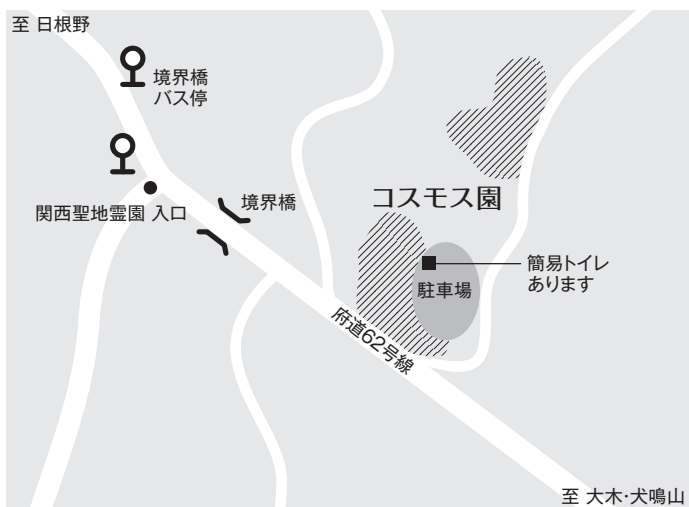 至 日根野
境界橋
バス停
関西聖地霊園 入口
境界橋
コスモス園
簡易トイレ
あります
駐車場
府道62号線
至 大木・犬鳴山